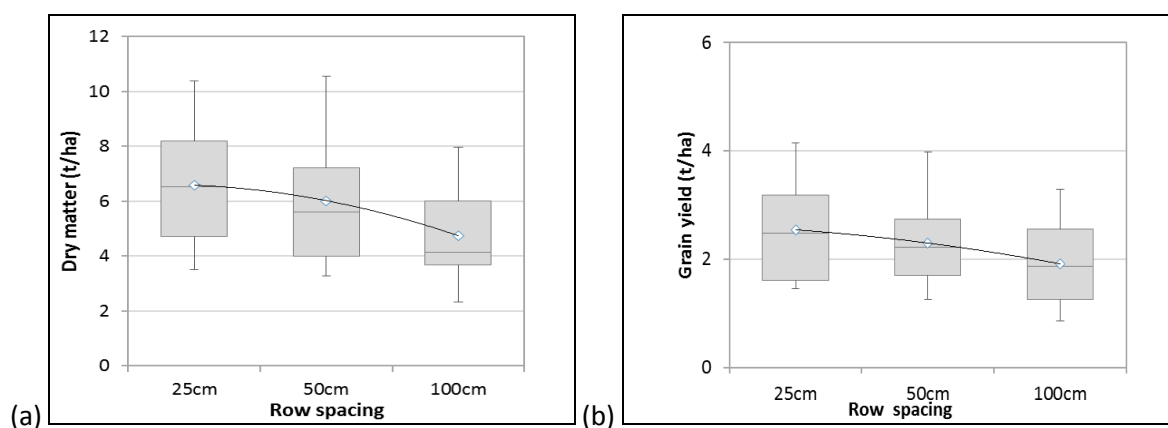 12
10
8
6
4
2
0
Dry matter (t/ha)
25cm 50cm 100cm
Row spacing
(a)
6
4
2
0
Grain yield (t/ha)
25cm 50cm 100cm
Row spacing
(b)